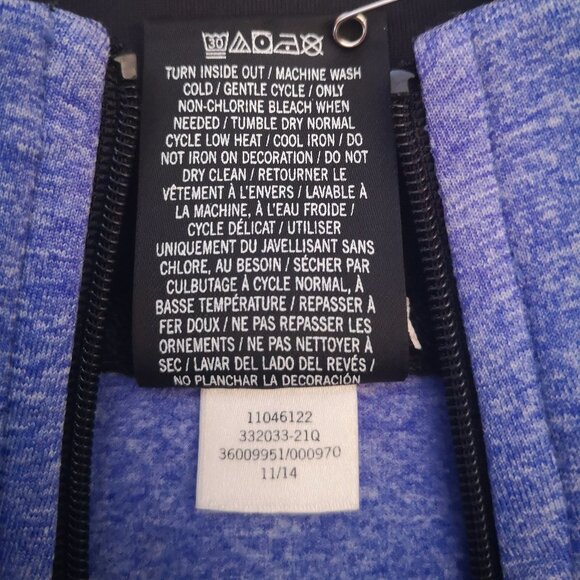 30
TURN INSIDE OUT / MACHINE WASH
COLD / GENTLE CYCLE / ONLY
NON-CHLORINE BLEACH WHEN
NEEDED / TUMBLE DRY NORMAL
CYCLE LOW HEAT / COOL IRON / DO
NOT IRON ON DECORATION / DO NOT
DRY CLEAN / RETOURNER LE
VÊTEMENT À L'ENVERS / LAVABLE À
LA MACHINE, À L'EAU FROIDE /
CYCLE DÉLICAT / UTILISER
UNIQUEMENT DU JAVELLISANT SANS
CHLORE, AU BESOIN / SÉCHER PAR
CULBUTAGE À CYCLE NORMAL, À
BASSE TEMPÉRATURE / REPASSER À
FER DOUX / NE PAS REPASSER LES
ORNEMENTS / NE PAS NETTOYER À
SEC / LAVAR DEL LADO DEL REVÉS /
NO PLANCHAR LA DECORACIÓN
11046122
332033-21Q
36009951/000970
11/14